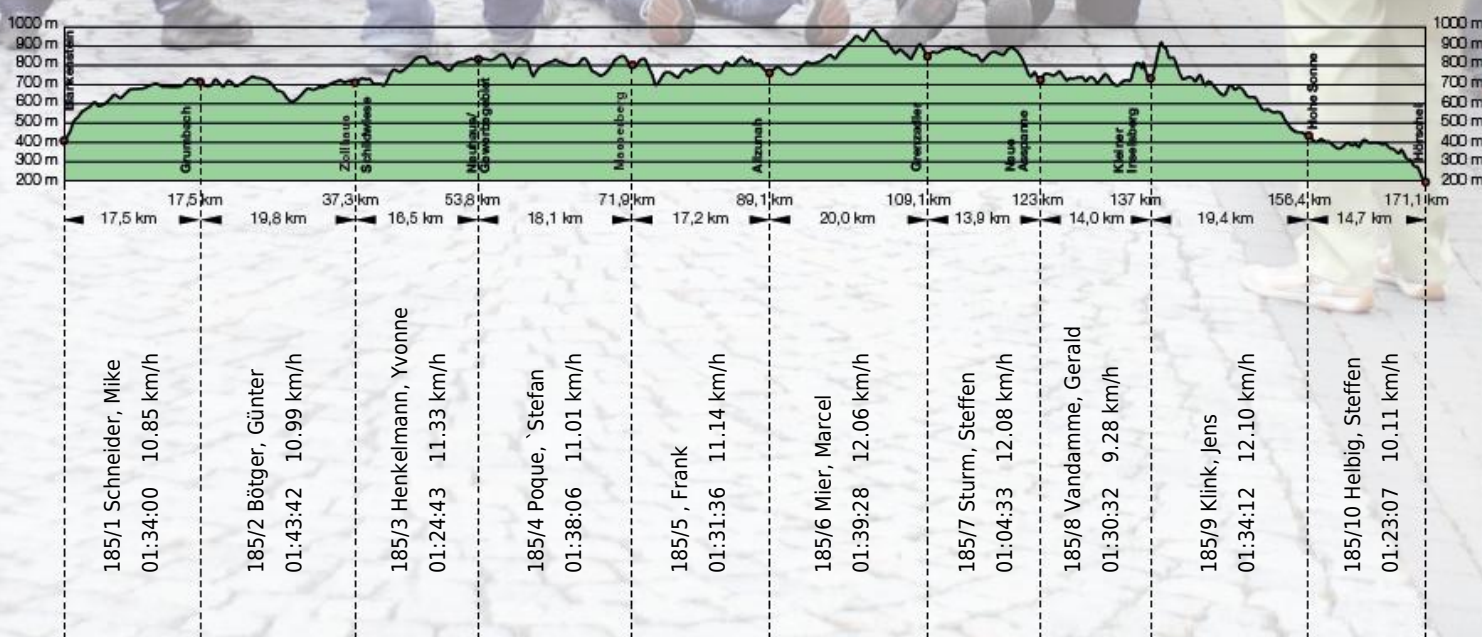 1000 m
900 m
800 m
700 m
600 m
500 m
400 m
300 m
200 m
1000 m
900 m
800 m
700 m
600 m
500 m
400 m
300 m
200 m
Blankenstein
Grumbach
Zollhaus
Schildwiese
Neuhaus/
Masserberg
Allzunah
Grenzadler
Neue
Ausspanne
Kleiner
Inselsberg
Hohe Sonne
Hörschel
17,5 km 37,3 km 53,8 km 71,9 km 89,1 km 109,1 km 123 km 137 km 156,4 km 171,1 km
17,5 km 19,8 km 16,5 km 18,1 km 17,2 km 20,0 km 13,9 km 14,0 km 19,4 km 14,7 km
185/1 Schneider, Mike
01:34:00 10.85 km/h
185/2 Bötger, Günter
01:43:42 10.99 km/h
185/3 Henkelmann, Yvonne
01:24:43 11.33 km/h
185/4 Poque, `Stefan
01:38:06 11.01 km/h
185/5 , Frank
01:31:36 11.14 km/h
185/6 Mier, Marcel
01:39:28 12.06 km/h
185/7 Sturm, Steffen
01:04:33 12.08 km/h
185/8 Vandamme, Gerald
01:30:32 9.28 km/h
185/9 Klink, Jens
01:34:12 12.10 km/h
185/10 Helbig, Steffen
01:23:07 10.11 km/h